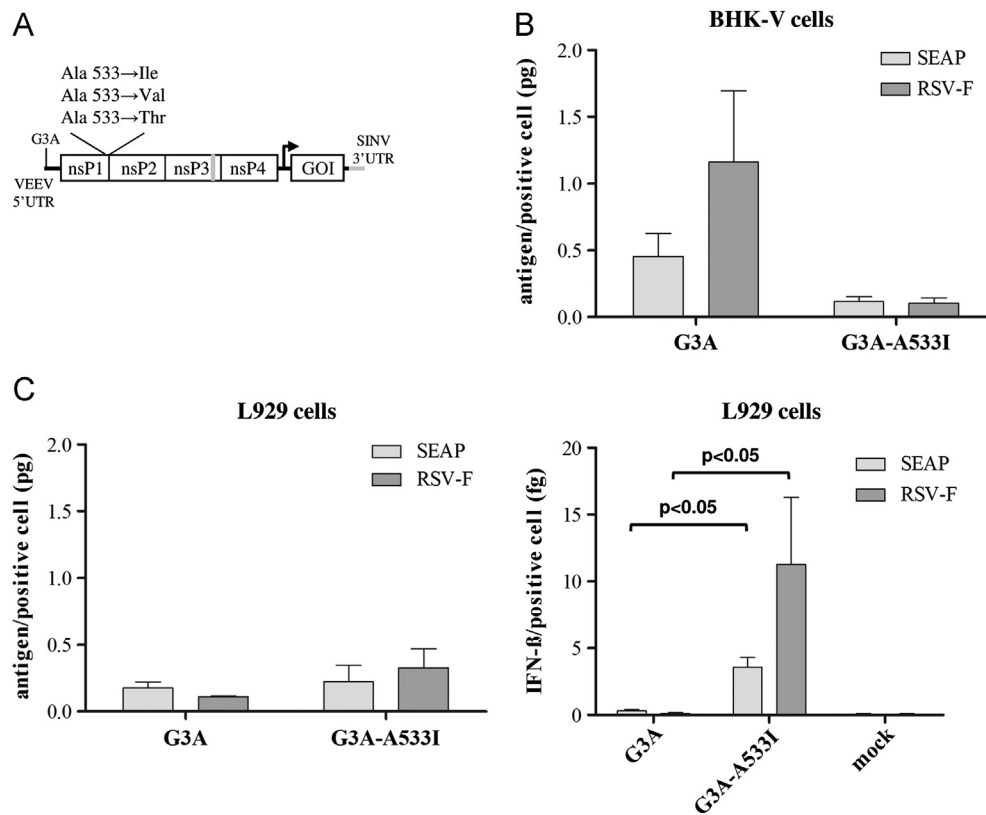 A
Ala 533→Ile
Ala 533→Val
Ala 533→Thr
G3A
SINV
3'UTR
nsP1
nsP2
nsP3
nsP4
GOI
VEEV
5'UTR
B
BHK-V cells
antigen/positive cell (pg)
2.0
1.5
1.0
0.5
0.0
SEAP
RSV-F
G3A
G3A-A533I
C
L929 cells
antigen/positive cell (pg)
2.0
1.5
1.0
0.5
0.0
SEAP
RSV-F
G3A
G3A-A533I
L929 cells
IFN-ß/positive cell (fg)
20
15
10
5
0
p<0.05
p<0.05
SEAP
RSV-F
G3A
G3A-A533I
mock